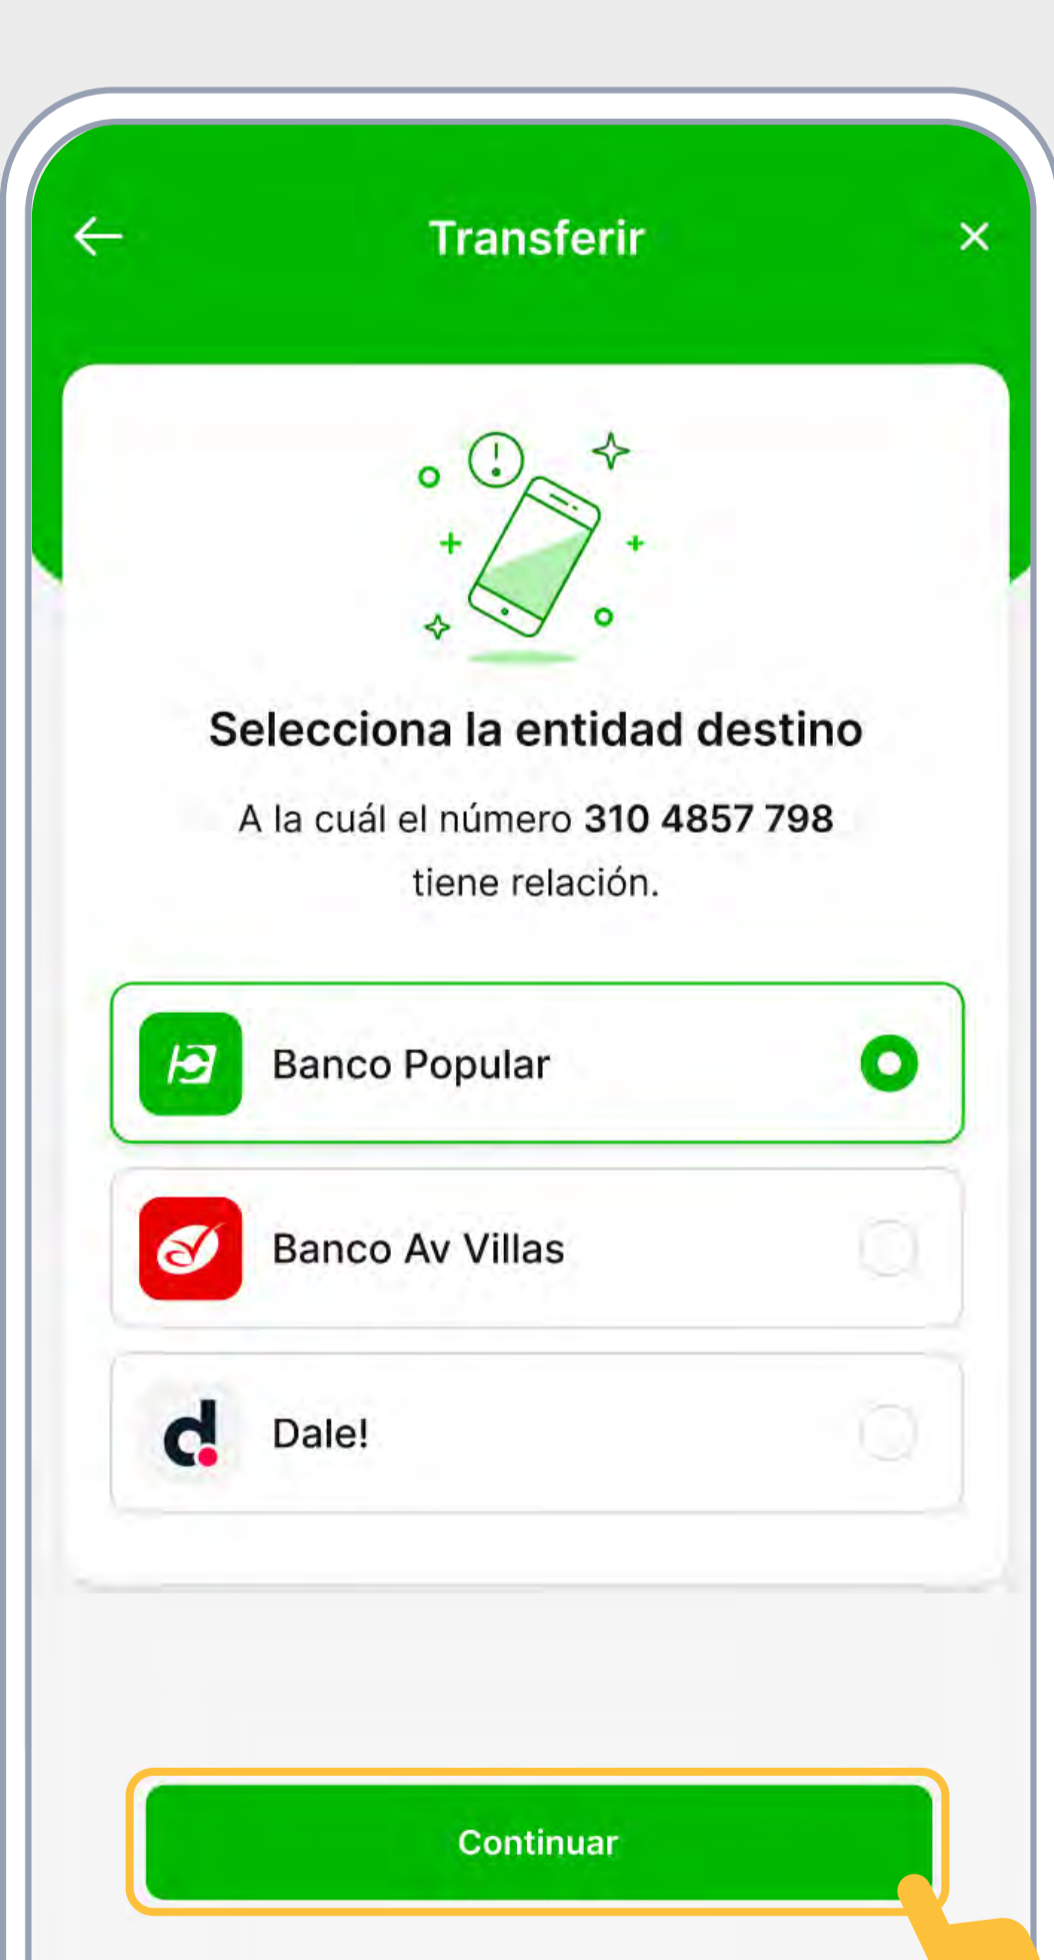 Transferir
Selecciona la entidad destino
A la cuál el número 310 4857 798
tiene relación.
Banco Popular
Banco Av Villas
Dale!
Continuar